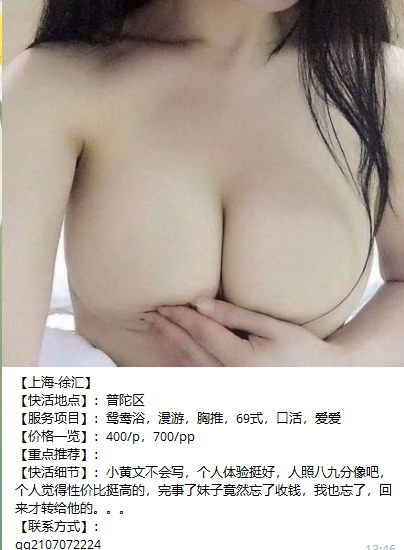 【上海-徐汇】
【快活地点】：普陀区
【服务项目】：鸳鸯浴，漫游，胸推，69式，口活，爱爱
【价格一览】：400/p，700/pp
【重点推荐】：
【快活细节】：小黄文不会写，个人体验挺好，人照八九分像吧，
个人觉得性价比挺高的，完事了妹子竟然忘了收钱，我也忘了，回
来才转给他的。。。
【联系方式】：
qq2107072224
13:46